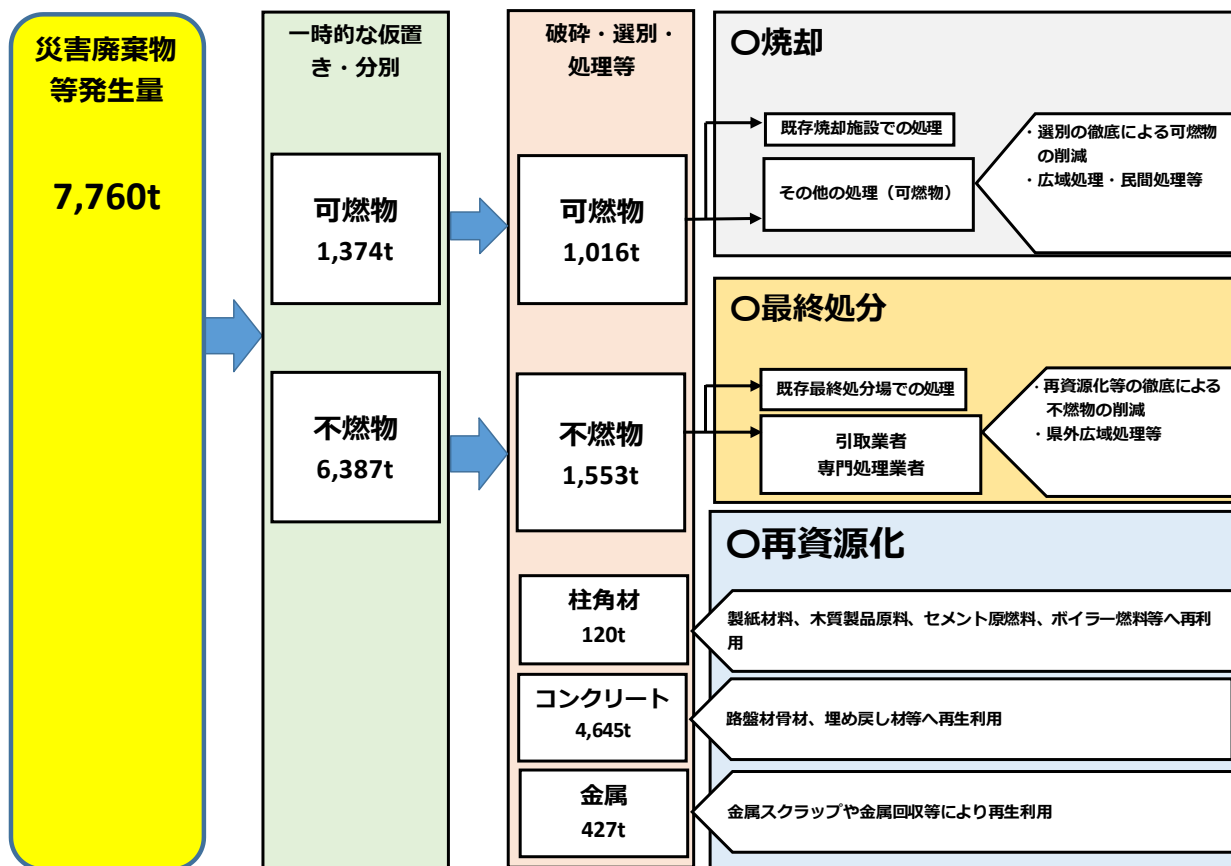 災害廃棄物
等発生量
7,760t
一時的な仮置
き・分別
可燃物
1,374t
不燃物
6,387t
破砕・選別・
処理等
可燃物
1,016t
不燃物
1,553t
柱角材
120t
コンクリート
4,645t
金属
427t
〇焼却
既存焼却施設での処理
その他の処理（可燃物）
・選別の徹底による可燃物
の削減
・広域処理・民間処理等
〇最終処分
既存最終処分場での処理
引取業者
専門処理業者
・再資源化等の徹底による
不燃物の削減
・県外広域処理等
〇再資源化
製紙材料、木質製品原料、セメント原燃料、ボイラー燃料等へ再利
用
路盤材骨材、埋め戻し材等へ再生利用
金属スクラップや金属回収等により再生利用